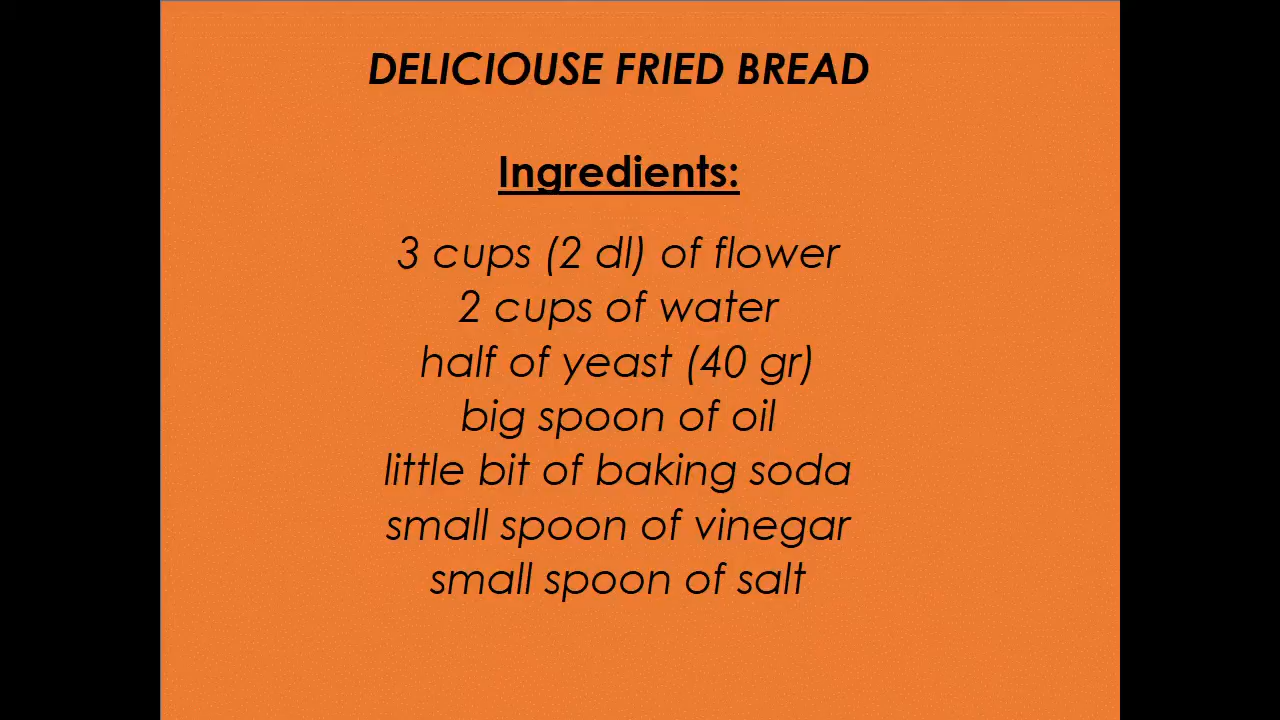 DELICIOUSE FRIED BREAD
Ingredients:
3 cups (2 dl) of flower
2 cups of water
half of yeast (40 gr)
big spoon of oil
little bit of baking soda
small spoon of vinegar
small spoon of salt